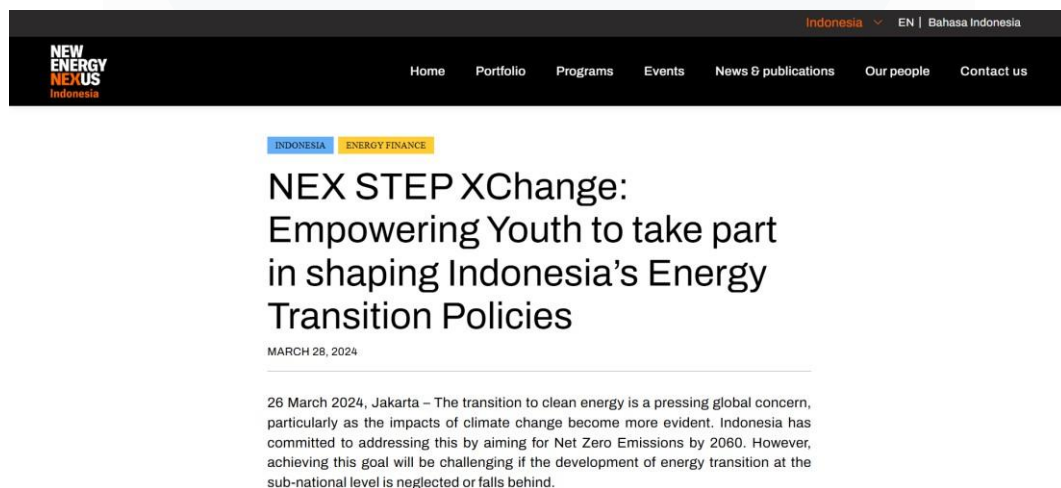 Indonesia EN | Bahasa Indonesia
NEW
ENERGY
NEXUS
Indonesia
Home Portfolio Programs Events News & publications Our people Contact us
INDONESIA ENERGY FINANCE
NEX STEP XChange:
Empowering Youth to take part
in shaping Indonesia’s Energy
Transition Policies
MARCH 28, 2024
26 March 2024, Jakarta – The transition to clean energy is a pressing global concern,
particularly as the impacts of climate change become more evident. Indonesia has
committed to addressing this by aiming for Net Zero Emissions by 2060. However,
achieving this goal will be challenging if the development of energy transition at the
sub-national level is neglected or falls behind.